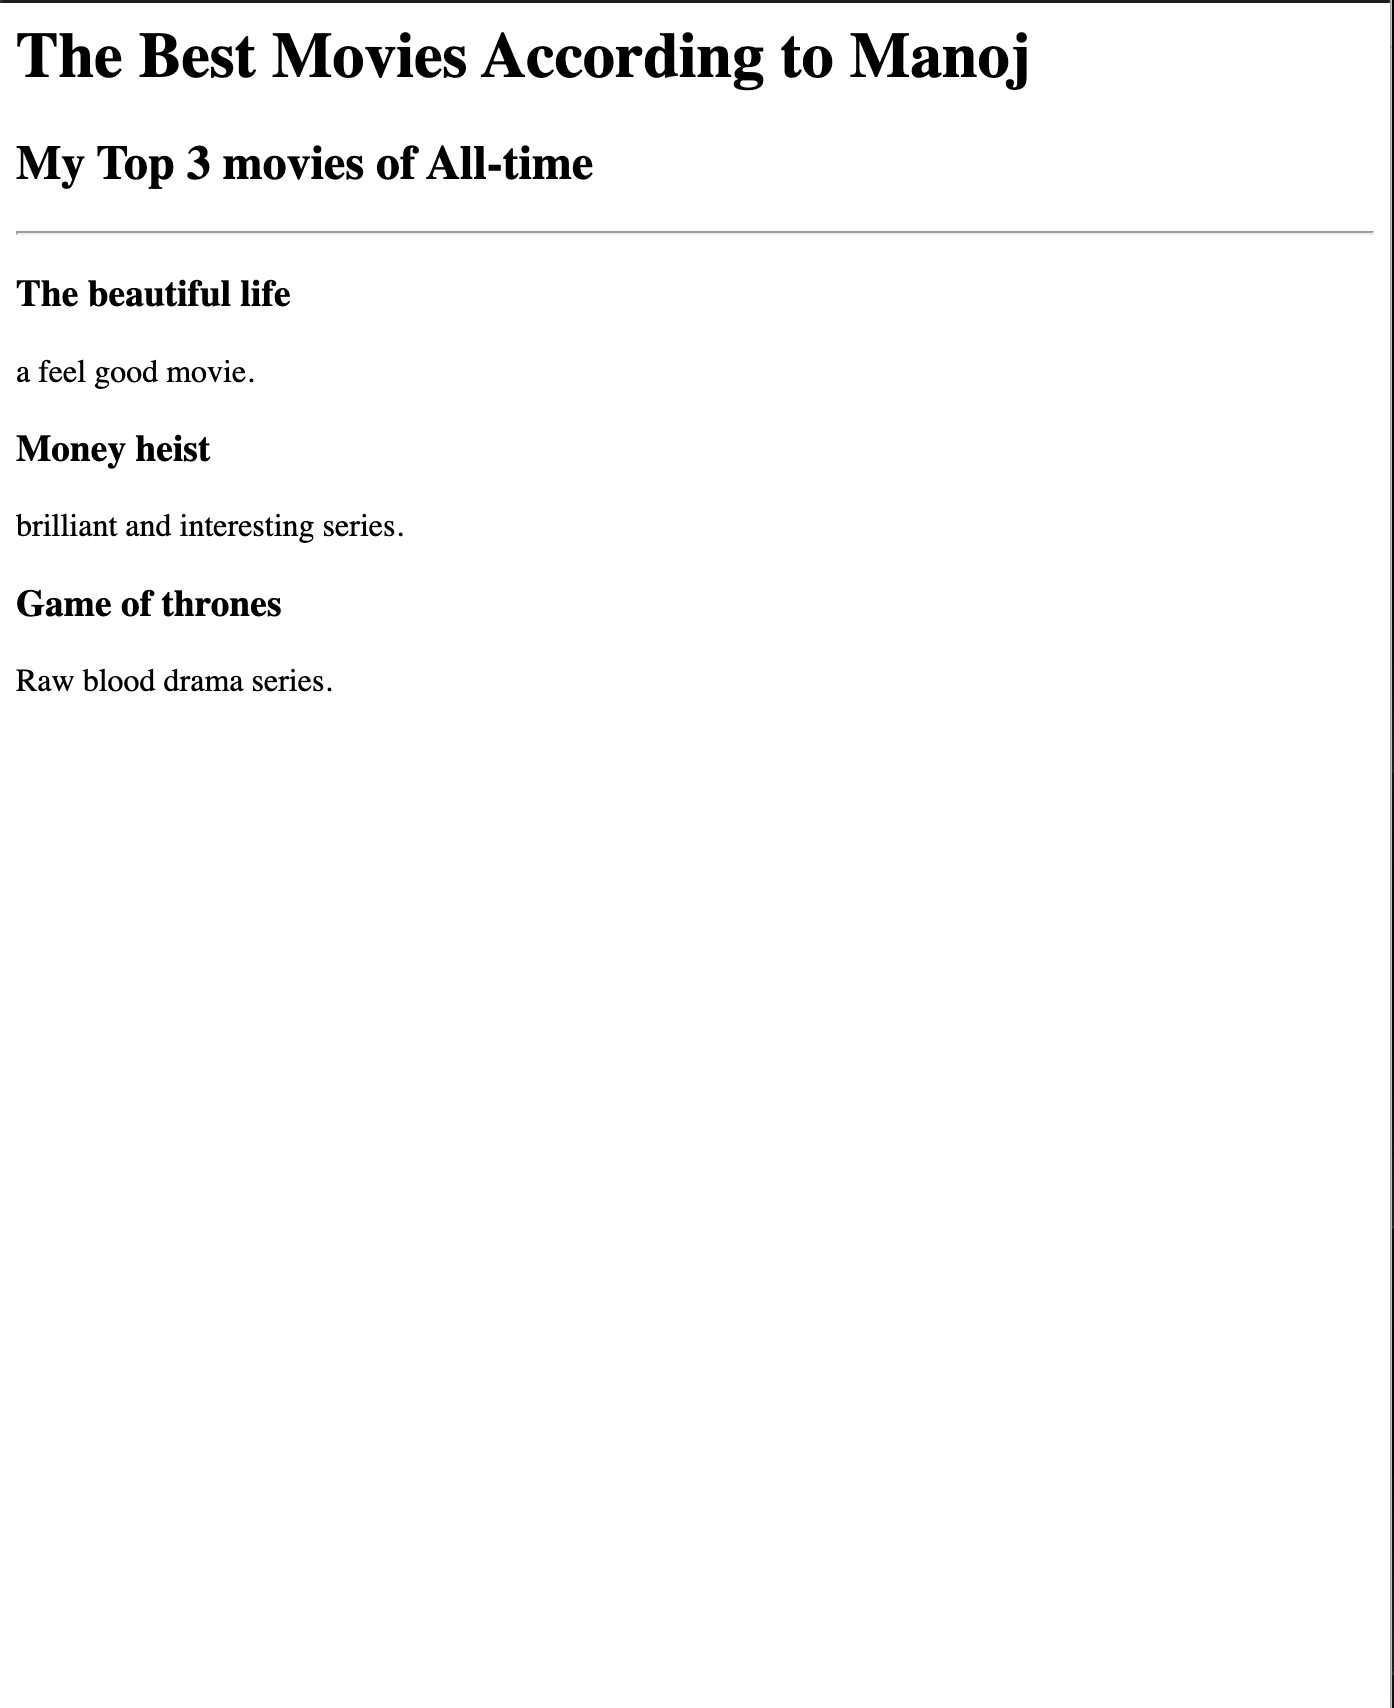 The Best Movies According to Manoj
My Top 3 movies of All-time
The beautiful life
a feel good movie.
Money heist
brilliant and interesting series.
Game of thrones
Raw blood drama series.